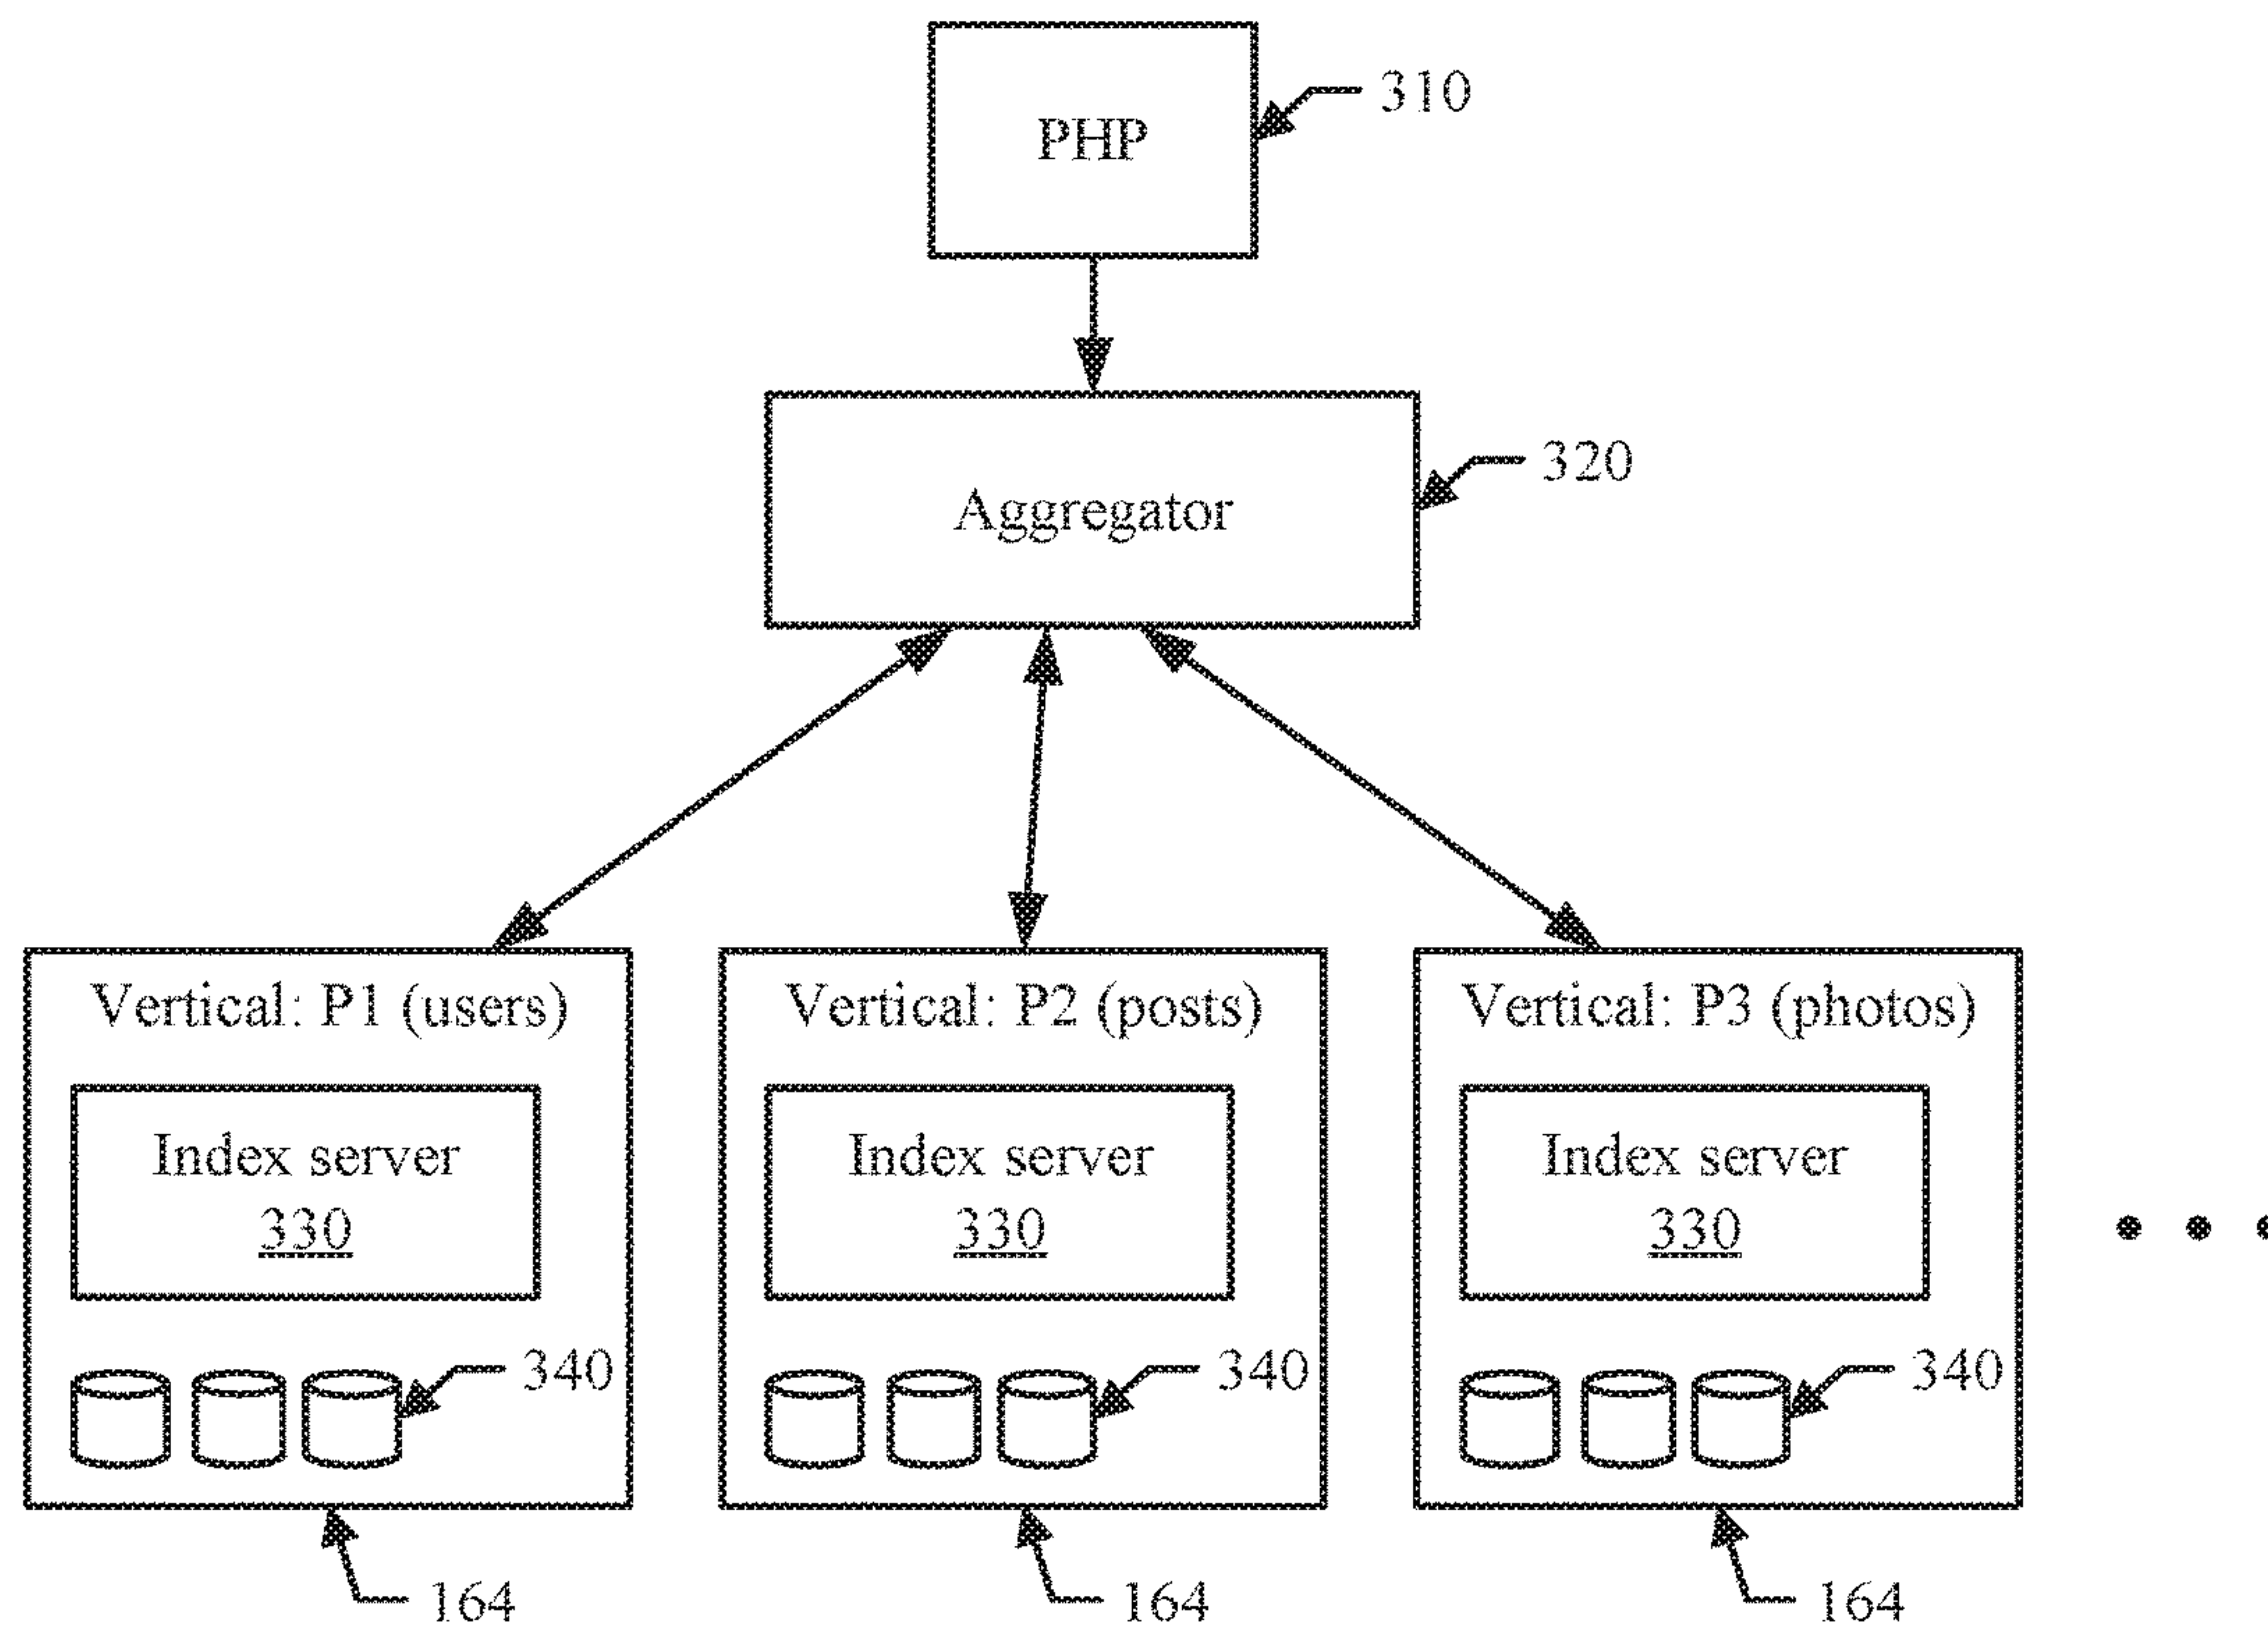 PHP
310
Aggregator
320
Vertical: P1 (users)
Index server
330
340
164
Vertical: P2 (posts)
Index server
330
340
164
Vertical: P3 (photos)
Index server
330
340
164